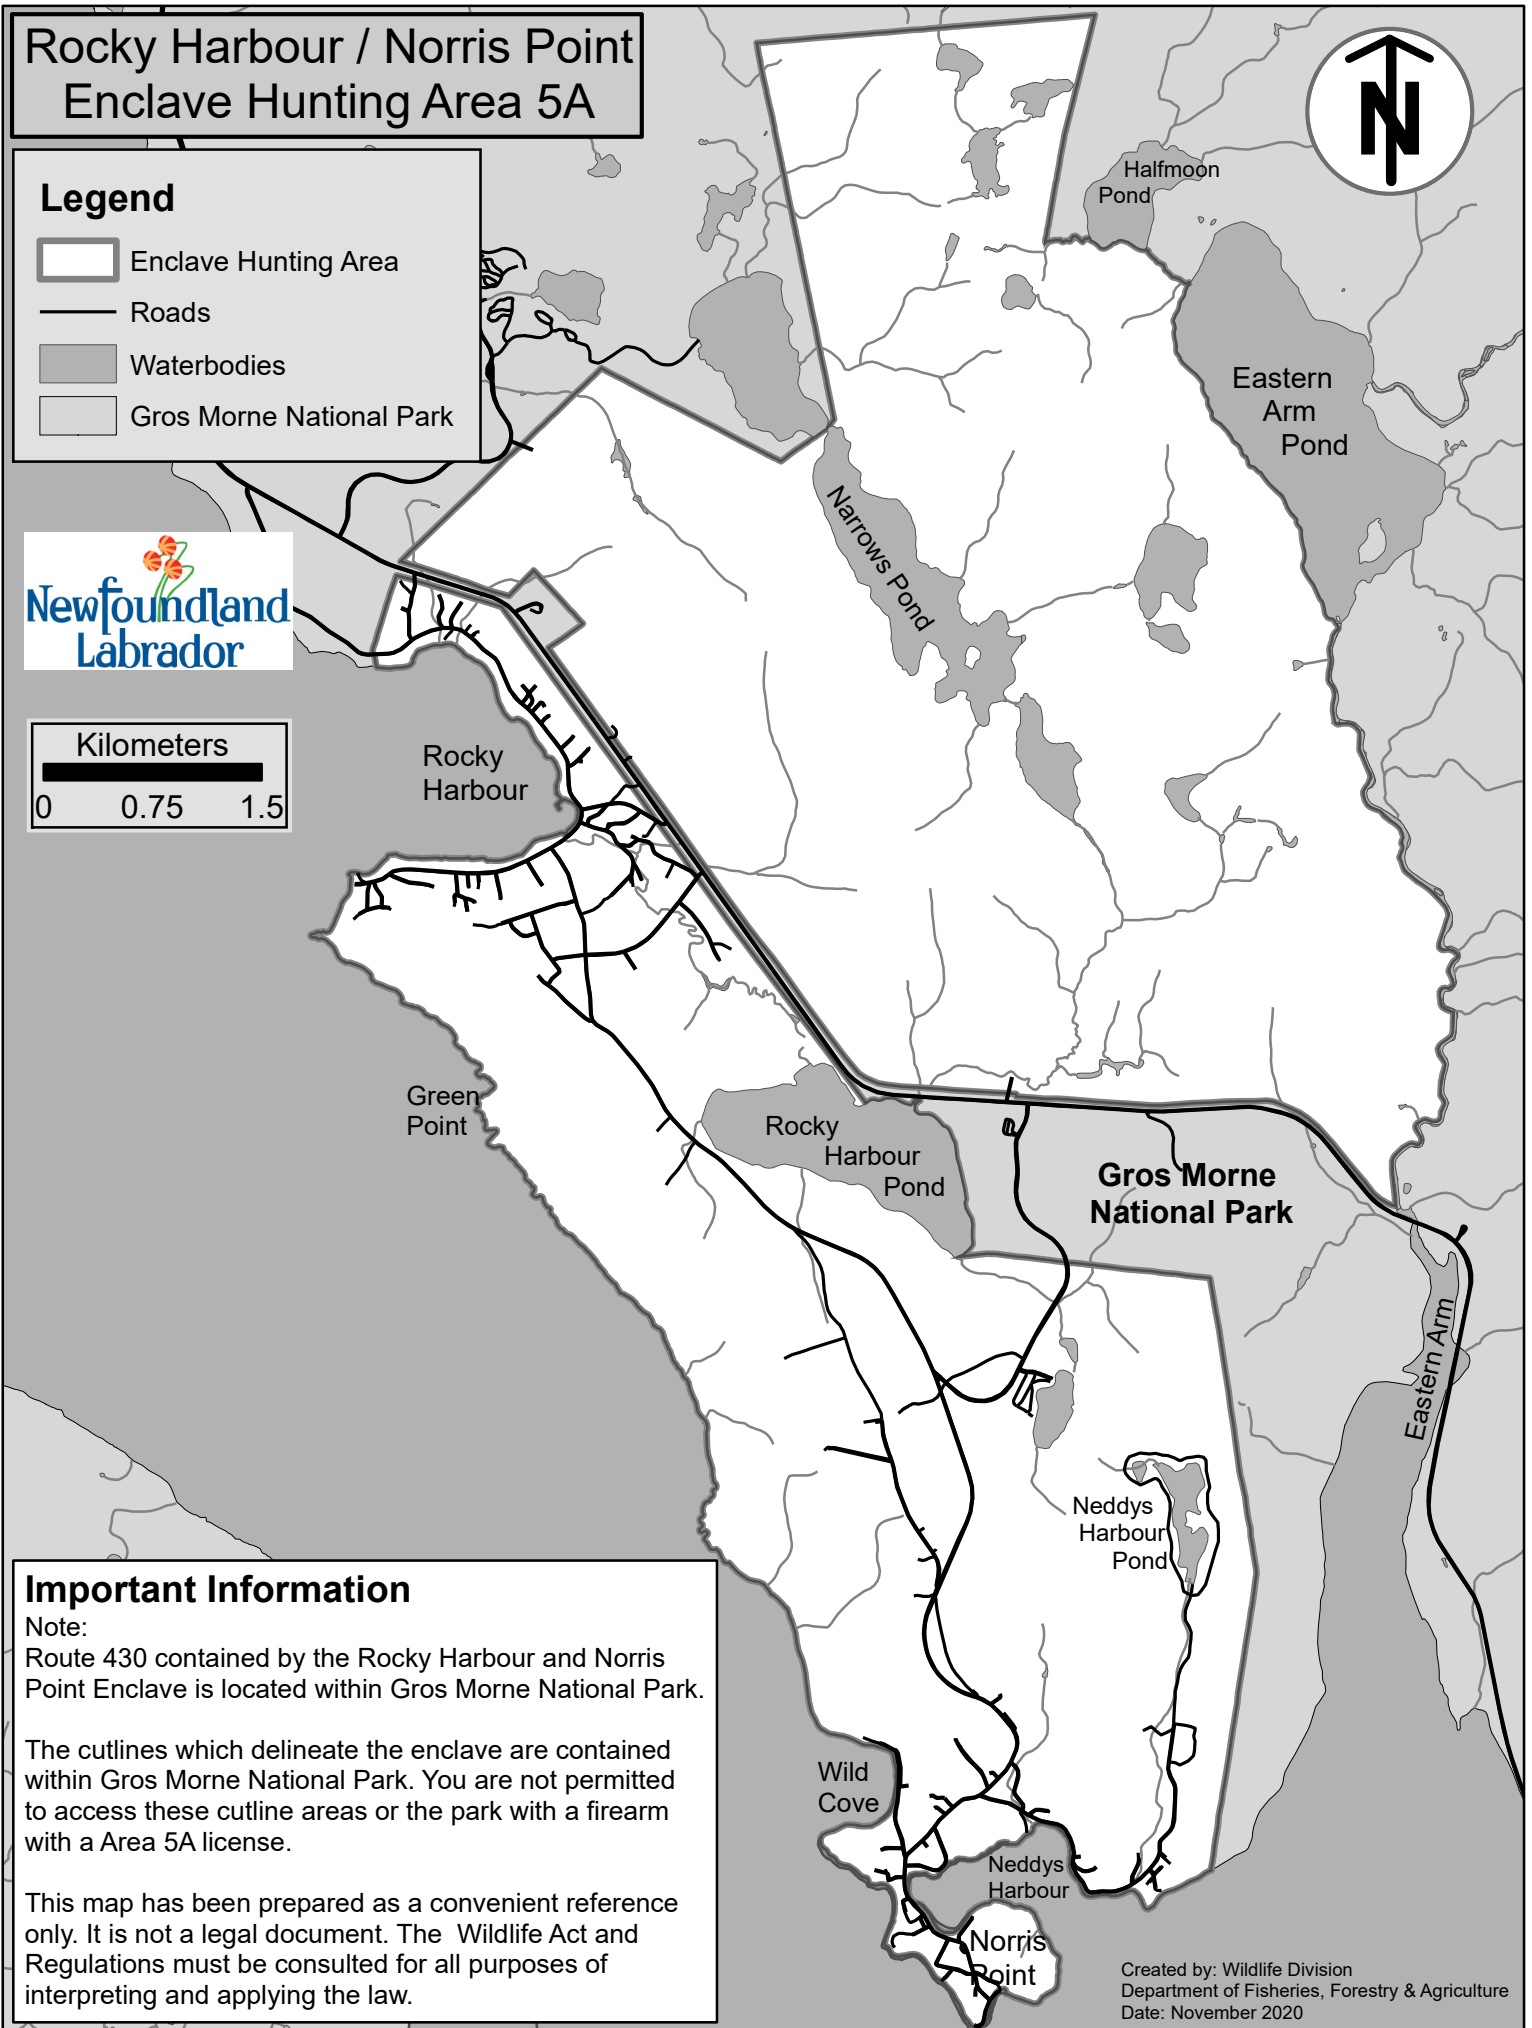 Rocky Harbour / Norris Point
Enclave Hunting Area 5A
N
Legend
Enclave Hunting Area
Roads
Waterbodies
Gros Morne National Park
Newfoundland
Labrador
Kilometers
0 0.75 1.5
Halfmoon
Pond
Eastern
Arm
Pond
Narrows Pond
Rocky
Harbour
Green
Point
Rocky
Harbour
Pond
Gros Morne
National Park
Eastern Arm
Neddys
Harbour
Pond
Wild
Cove
Neddys
Harbour
Norris
Point
Important Information
Note:
Route 430 contained by the Rocky Harbour and Norris
Point Enclave is located within Gros Morne National Park.
The cutlines which delineate the enclave are contained
within Gros Morne National Park. You are not permitted
to access these cutline areas or the park with a firearm
with a Area 5A license.
This map has been prepared as a convenient reference
only. It is not a legal document. The Wildlife Act and
Regulations must be consulted for all purposes of
interpreting and applying the law.
Created by: Wildlife Division
Department of Fisheries, Forestry & Agriculture
Date: November 2020